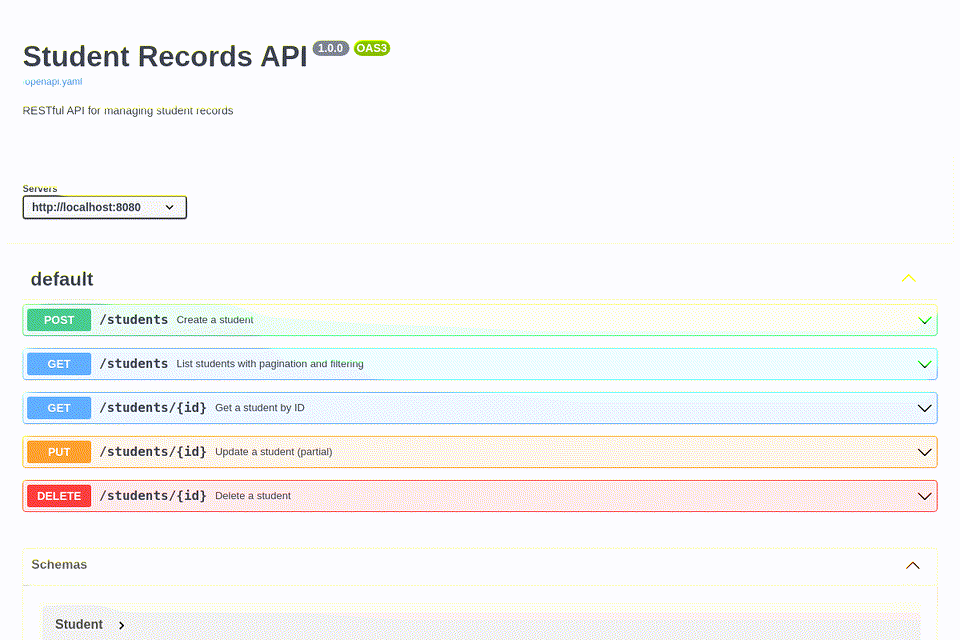 Student Records API 1.0.0 OAS3
/openapi.yaml
RESTful API for managing student records
Servers
http://localhost:8080
default
POST /students Create a student
GET /students List students with pagination and filtering
GET /students/{id} Get a student by ID
PUT /students/{id} Update a student (partial)
DELETE /students/{id} Delete a student
Schemas
Student